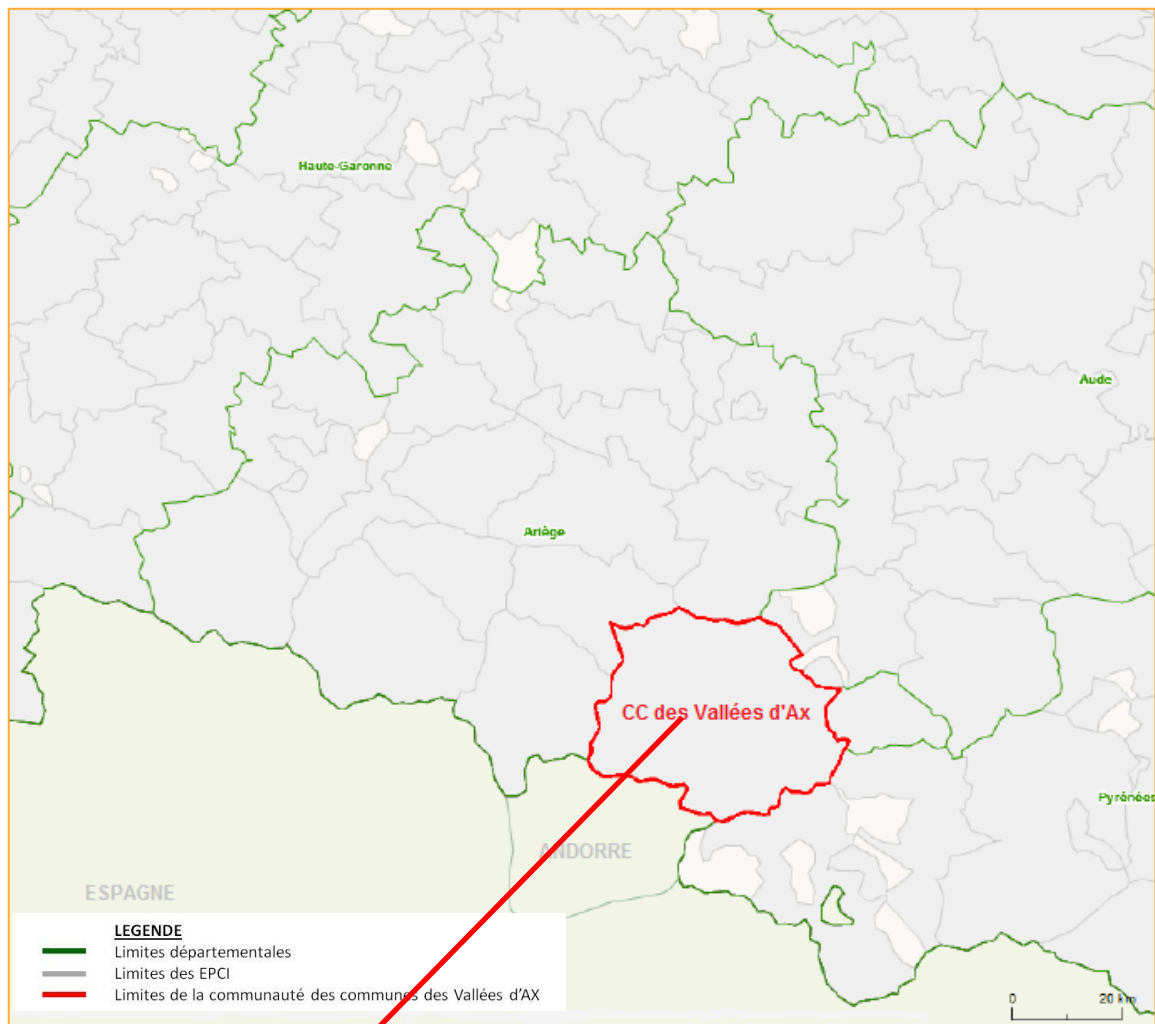 Haute-Garonne
Aude
Ariège
CC des Vallées d'Ax
Pyrénées
ANDORRE
ESPAGNE
LEGENDE
Limites départementales
Limites des EPCI
Limites de la communauté des communes des Vallées d'AX
0 20 km